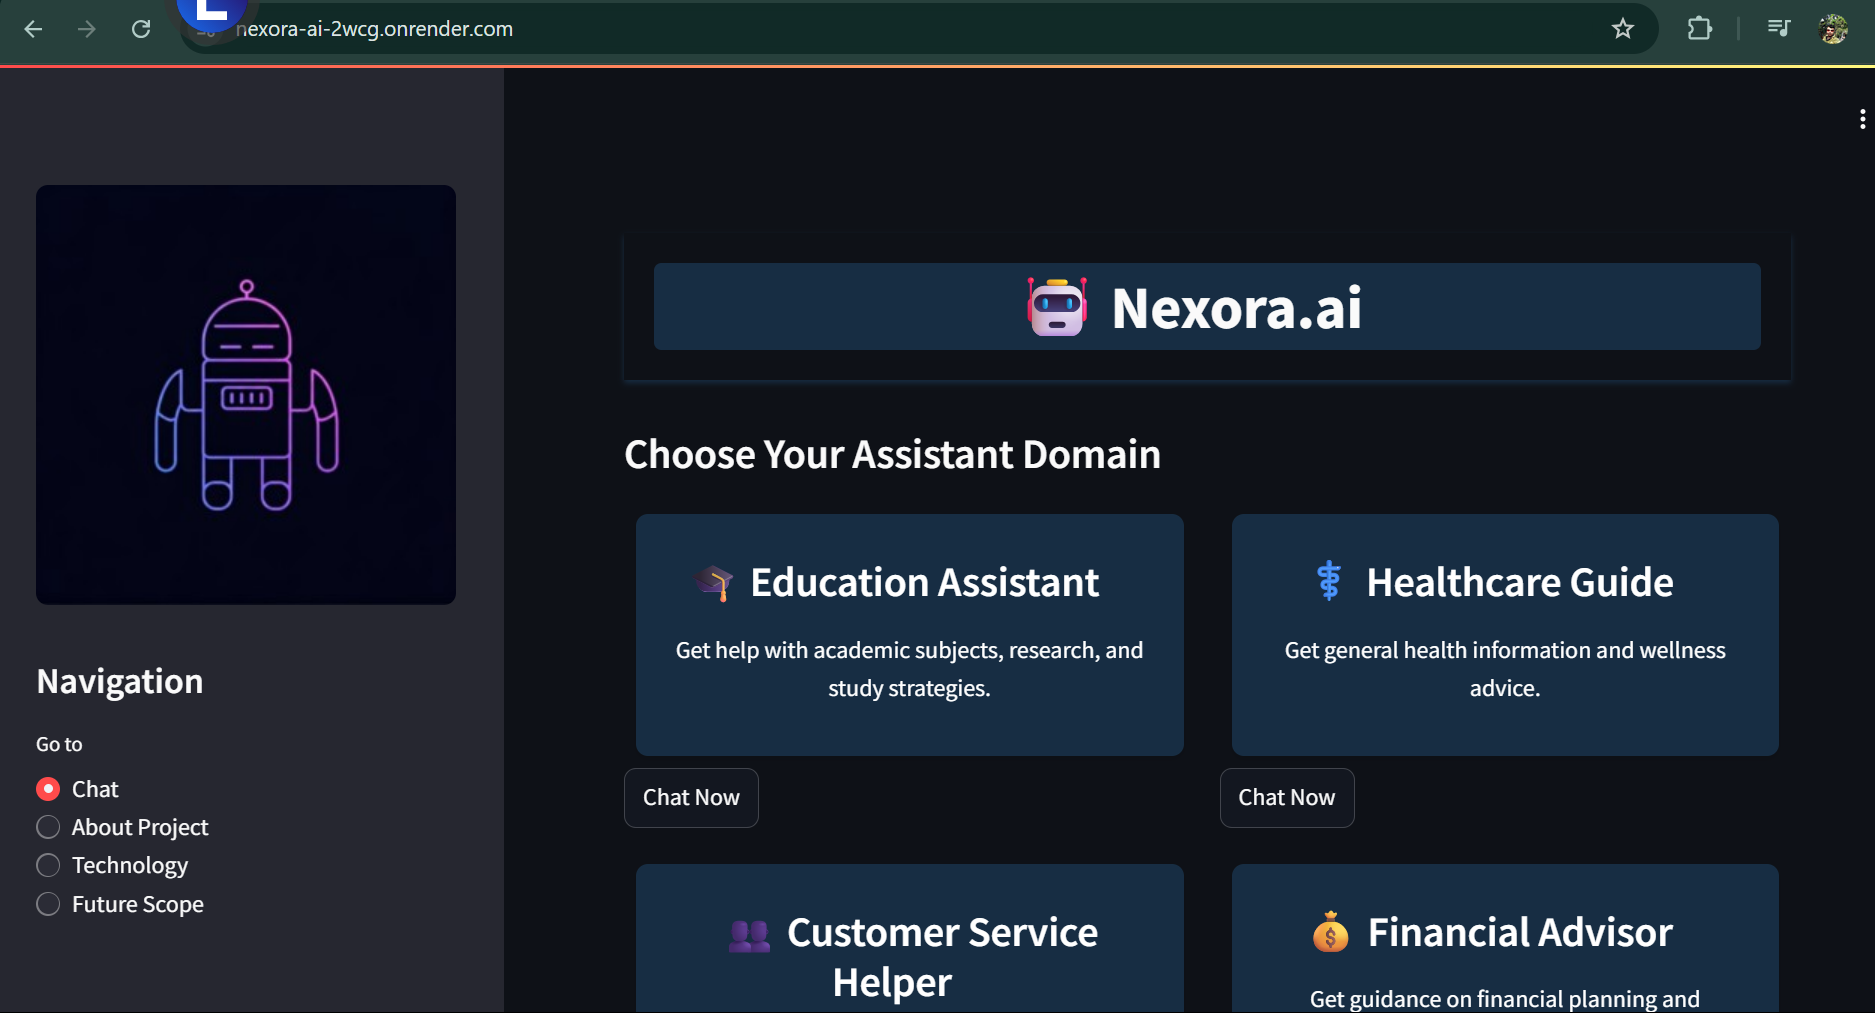 nexora-ai-2wcg.onrender.com
Nexora.ai
Choose Your Assistant Domain
Education Assistant
Get help with academic subjects, research, and
study strategies.
Chat Now
Healthcare Guide
Get general health information and wellness
advice.
Chat Now
Customer Service
Helper
Financial Advisor
Get guidance on financial planning and
Navigation
Go to
Chat
About Project
Technology
Future Scope